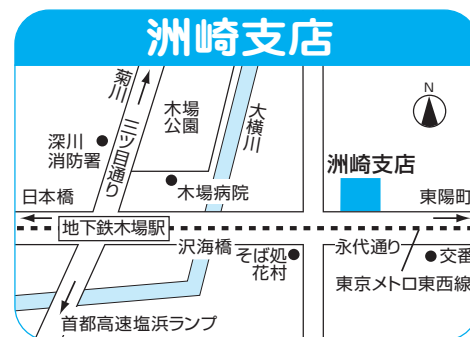 洲崎支店
菊川
三ツ目通り
木場
公園
大横川
N
深川
消防署
洲崎支店
日本橋
木場病院
東陽町
地下鉄木場駅
沢海橋
そば処
花村
永代通り
交番
東京メトロ東西線
首都高速塩浜ランプ